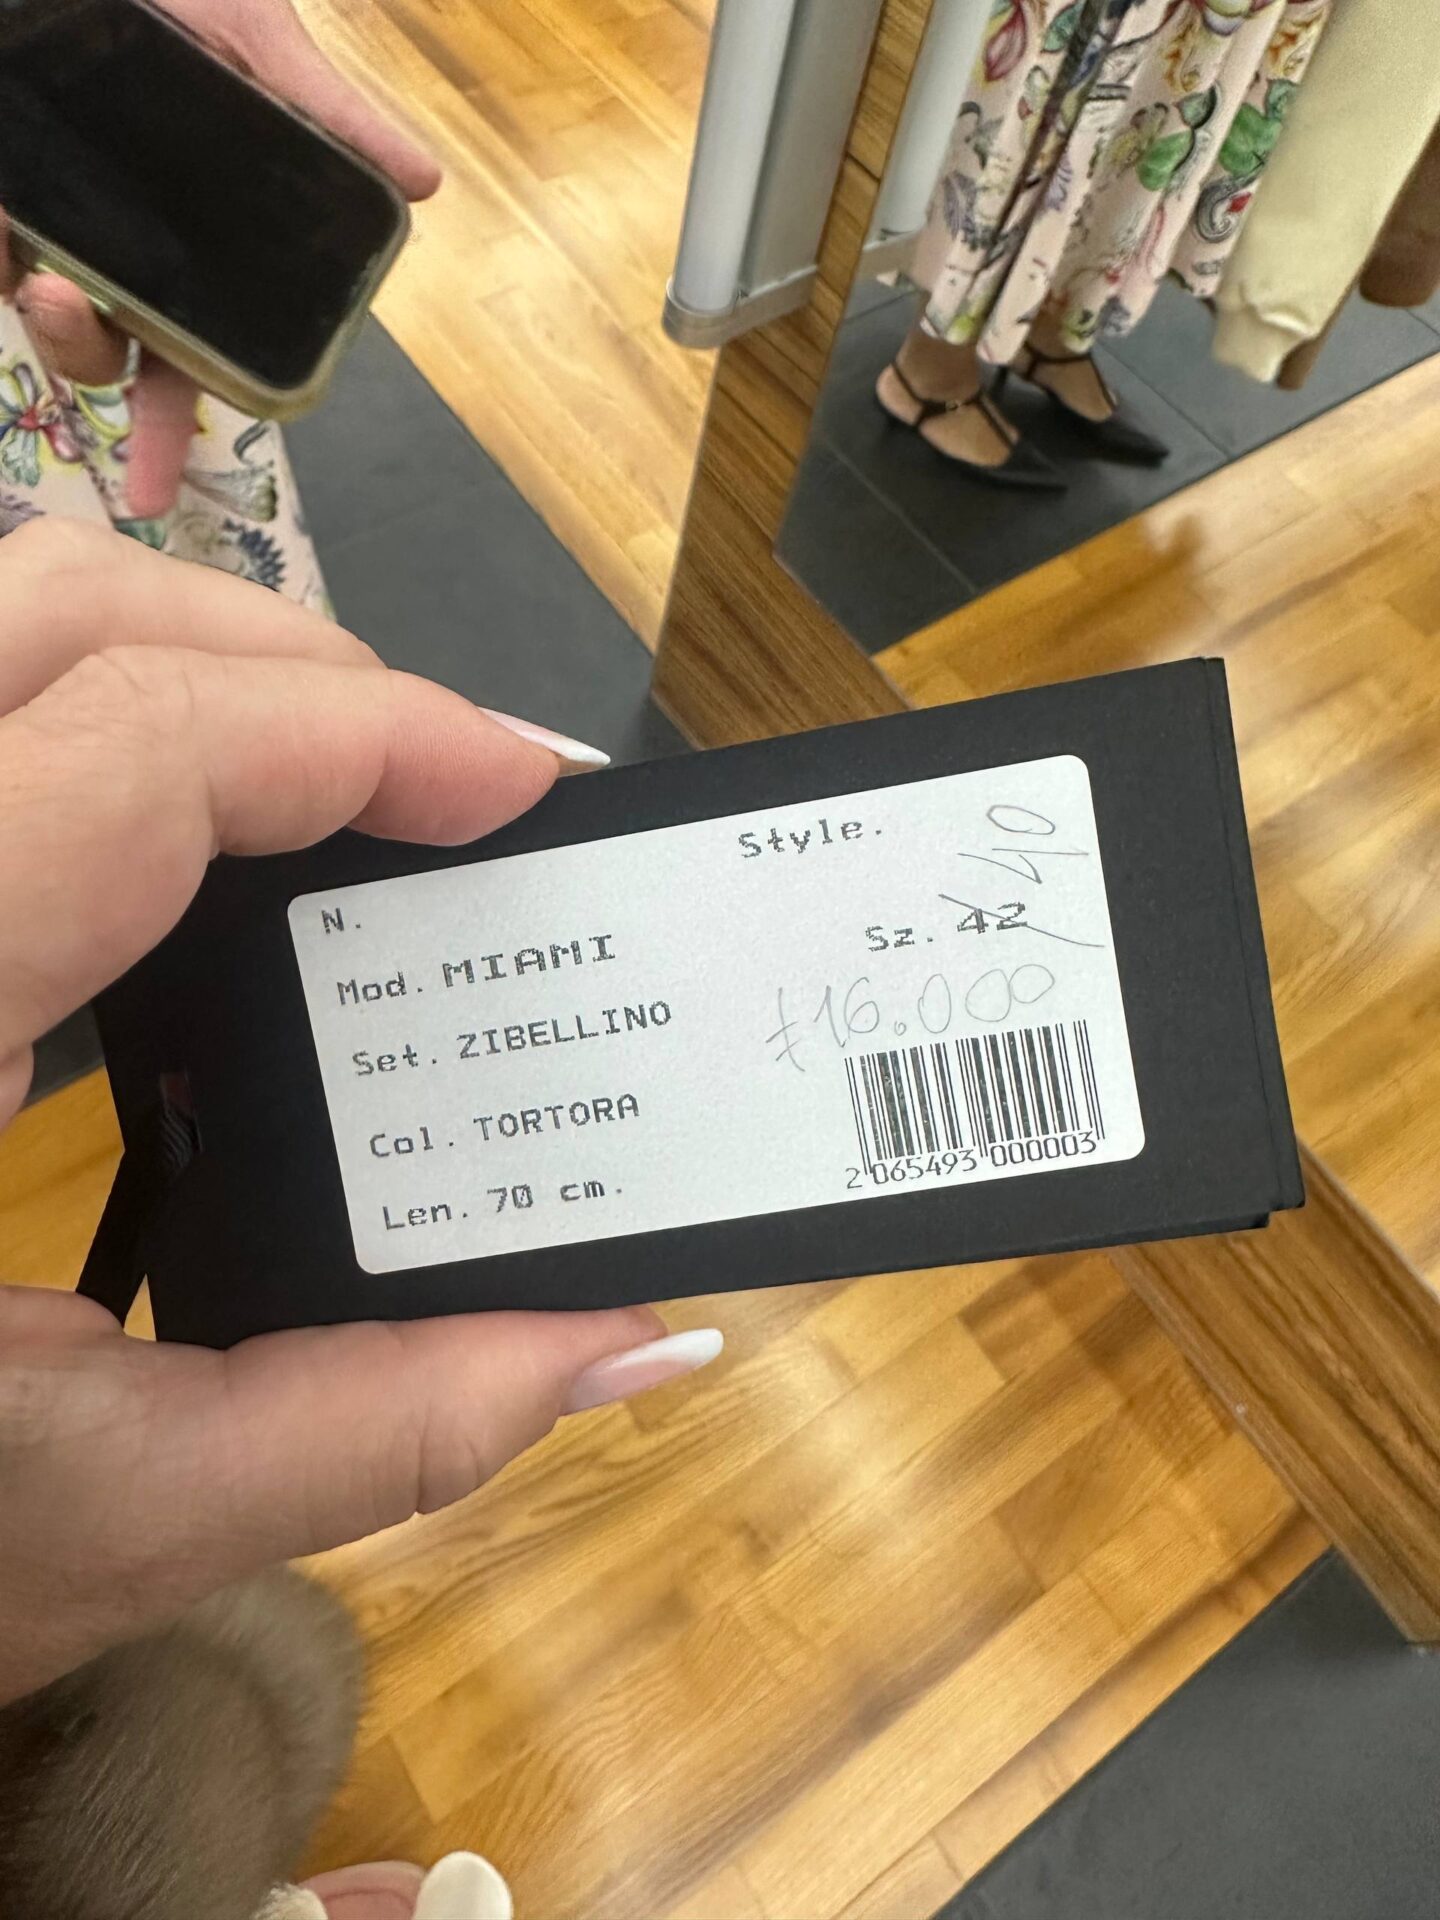 Style.
N.
Sz. 42 40
Mod. MIAMI
Set. ZIBELLINO
16.000
Col. TORTORA
Len. 70 cm.
2 065493 000003